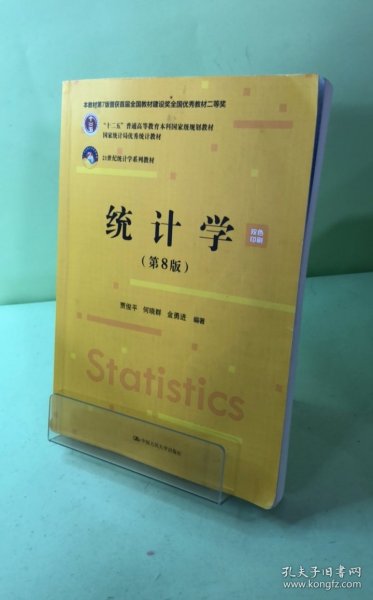 本教材第7版曾获首届全国教材建设奖全国优秀教材二等奖
“十二五”普通高等教育本科国家级规划教材
国家统计局优秀统计教材
21世纪统计学系列教材
统计学
双色
印刷
(第8版)
贾俊平 何晓群 金勇进 编著
Statistics
中国人民大学出版社
孔夫子旧书网
kongfz.com